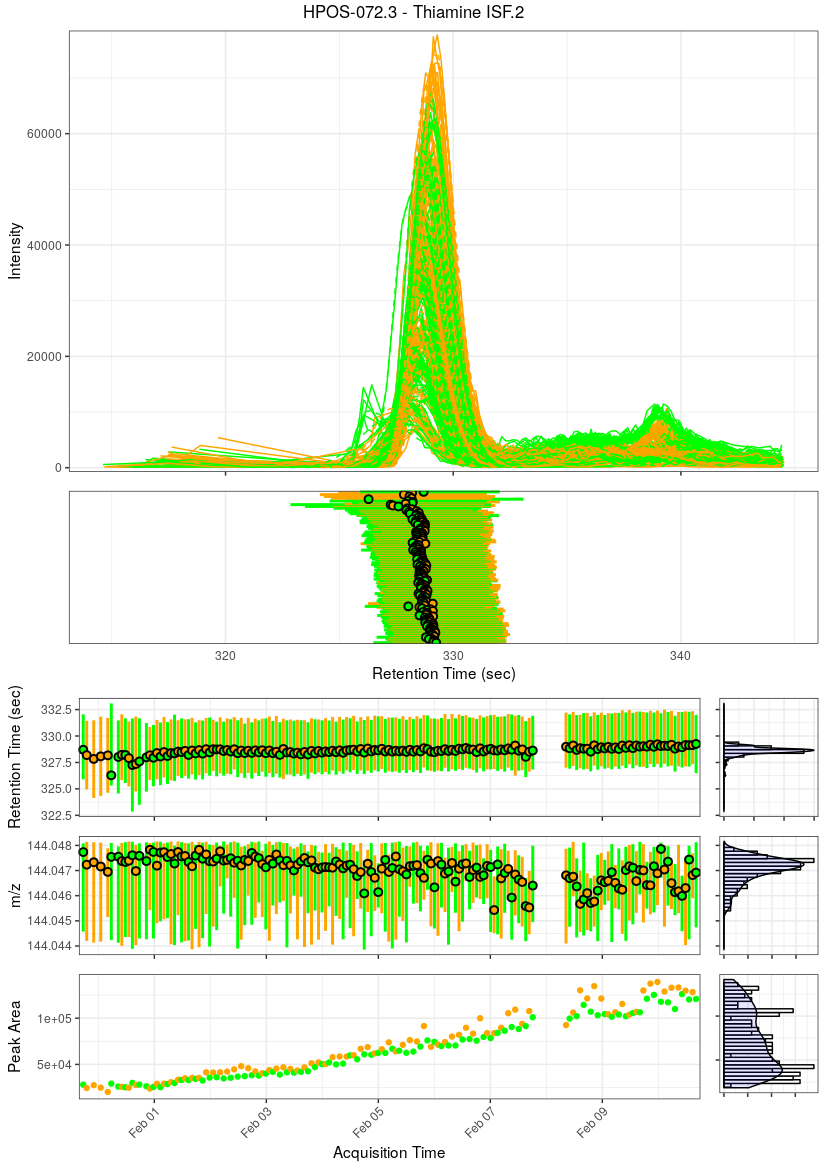 HPOS-072.3 - Thiamine ISF.2
Intensity
60000
40000
20000
0
320
330
340
Retention Time (sec)
Retention Time (sec)
332.5
330.0
327.5
325.0
322.5
m/z
144.048
144.047
144.046
144.045
144.044
Peak Area
1e+05
5e+04
Feb 01
Feb 03
Feb 05
Feb 07
Feb 09
Acquisition Time